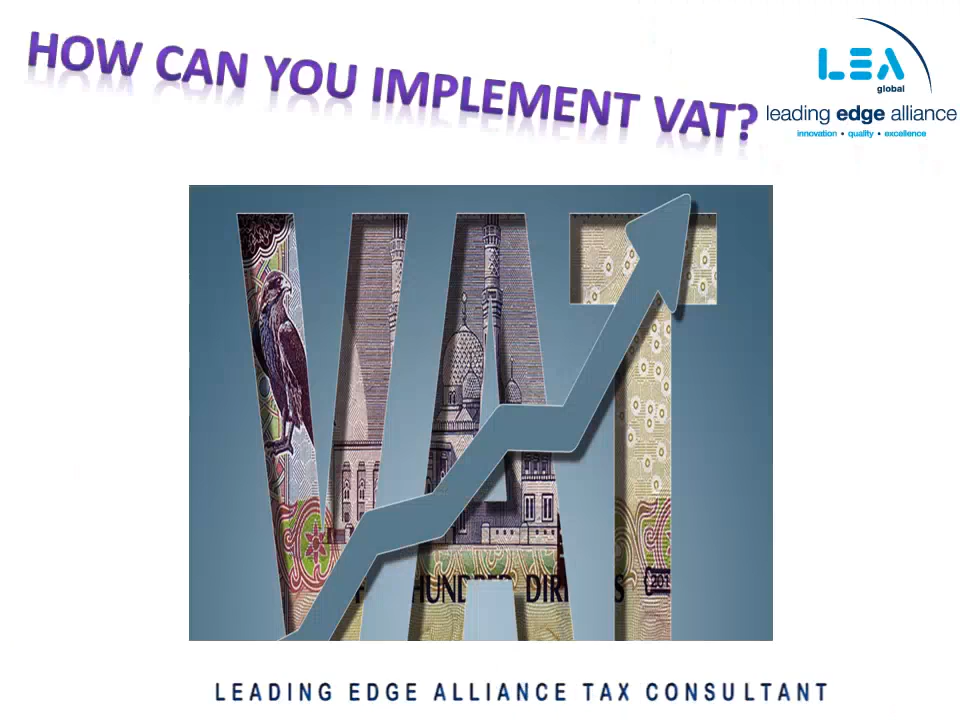 HOW CAN YOU IMPLEMENT VAT?
LEA
global
leading edge alliance
innovation • quality • excellence
VAT
HUNDRED DIRHAMS
LEADING EDGE ALLIANCE TAX CONSULTANT